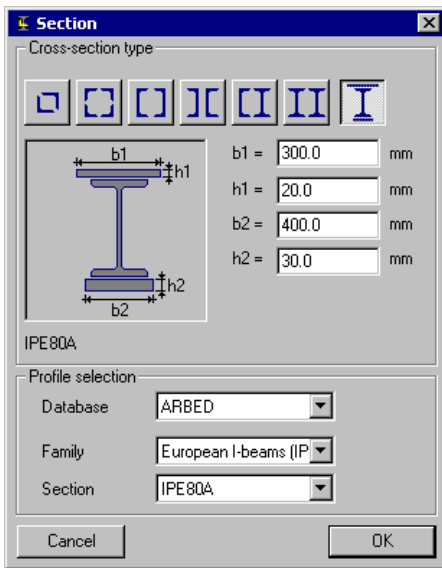 Section
Cross-section type
b1
h1
h2
b2
b1 = 300.0 mm
h1 = 20.0 mm
b2 = 400.0 mm
h2 = 30.0 mm
IPE80A
Profile selection
Database ARBED
Family European I-beams (IP
Section IPE80A
Cancel OK